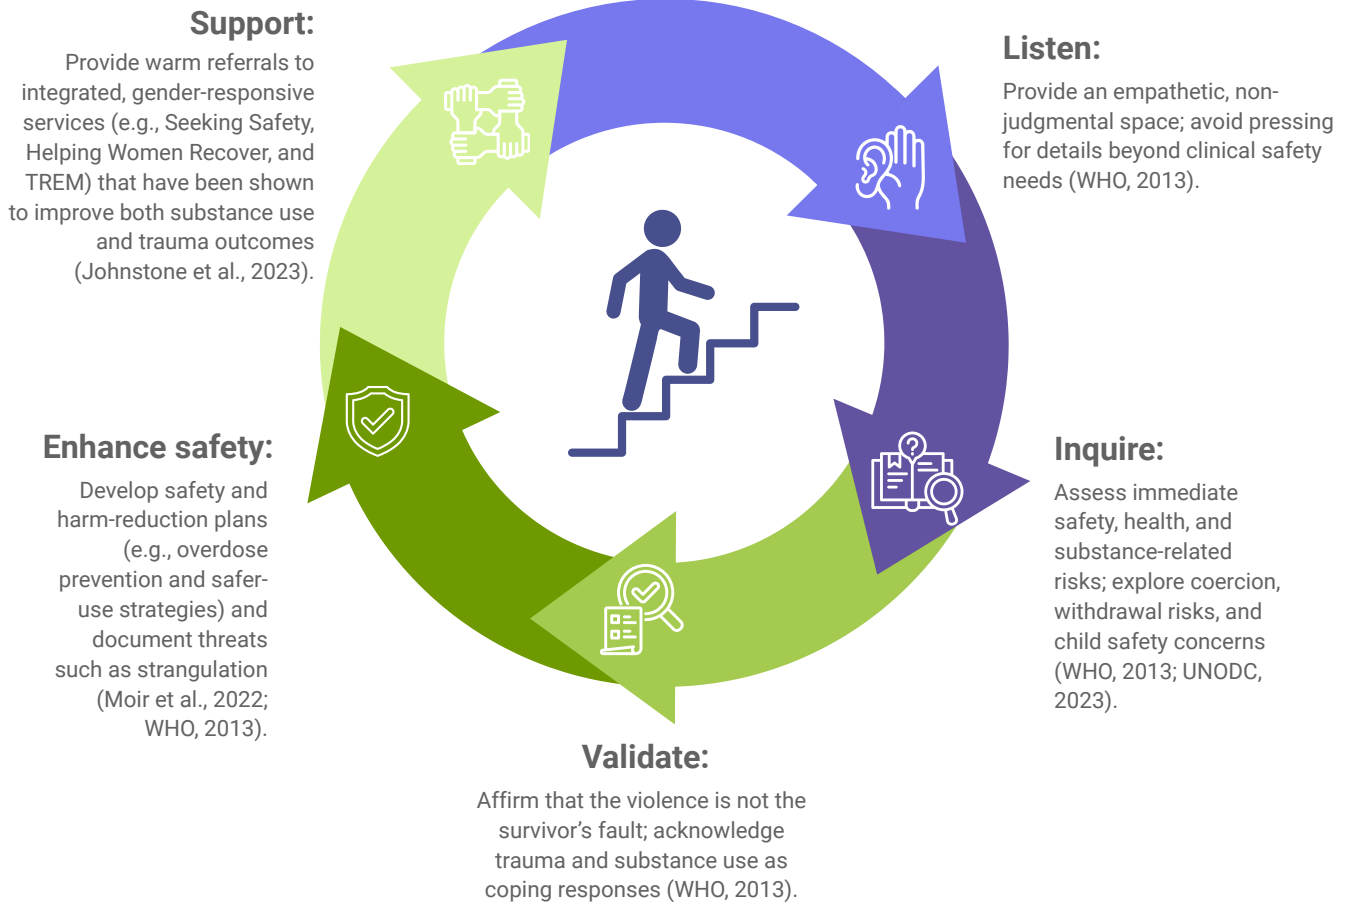 Support:
Provide warm referrals to
integrated, gender-responsive
services (e.g., Seeking Safety,
Helping Women Recover, and
TREM) that have been shown
to improve both substance use
and trauma outcomes
(Johnstone et al., 2023).
Listen:
Provide an empathetic, non-
judgmental space; avoid pressing
for details beyond clinical safety
needs (WHO, 2013).
Inquire:
Assess immediate
safety, health, and
substance-related
risks; explore coercion,
withdrawal risks, and
child safety concerns
(WHO, 2013; UNODC,
2023).
Validate:
Affirm that the violence is not the
survivor’s fault; acknowledge
trauma and substance use as
coping responses (WHO, 2013).
Enhance safety:
Develop safety and
harm-reduction plans
(e.g., overdose
prevention and safer-
use strategies) and
document threats
such as strangulation
(Moir et al., 2022;
WHO, 2013).